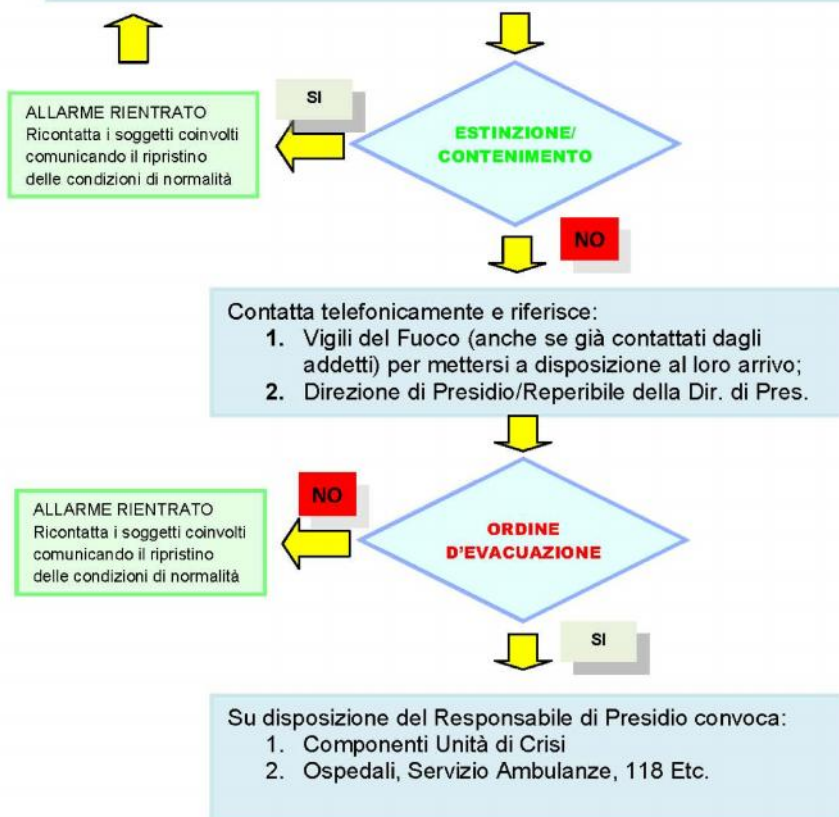 SI
ALLARME RIENTRATO
Ricontatta i soggetti coinvolti
comunicando il ripristino
delle condizioni di normalità
ESTINZIONE/
CONTENIMENTO
NO
Contatta telefonicamente e riferisce:
1. Vigili del Fuoco (anche se già contattati dagli
addetti) per mettersi a disposizione al loro arrivo;
2. Direzione di Presidio/Reperibile della Dir. di Pres.
NO
ALLARME RIENTRATO
Ricontatta i soggetti coinvolti
comunicando il ripristino
delle condizioni di normalità
ORDINE
D'EVACUAZIONE
SI
Su disposizione del Responsabile di Presidio convoca:
1. Componenti Unità di Crisi
2. Ospedali, Servizio Ambulanze, 118 Etc.